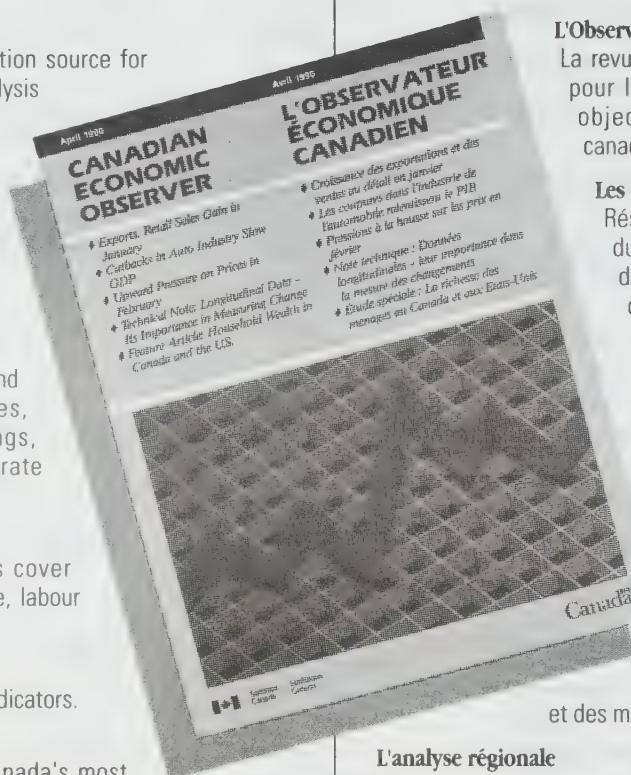 tion source for
lysis
nd
es,
ngs,
rate
s cover
e, labour
dicators.
nada's most
April 1996
CANADIAN
ECONOMIC
OBSERVER
♦ Exports, Retail Sales Gain in
January
♦ Cutbacks in Auto Industry Slow
GDP
♦ Upward Pressure on Prices in
February
♦ Technical Note: Longitudinal Data -
Its Importance in Measuring Change
♦ Feature Article: Household Wealth in
Canada and the U.S.
Avril 1996
L'OBSERVATEUR
ÉCONOMIQUE
CANADIEN
♦ Croissance des exportations et des
ventes au détail en janvier
♦ Les coupures dans l'industrie de
l'automobile ralentissent le PIB
♦ Pressions à la hausse sur les prix en
février
♦ Note technique : Données
longitudinales - leur importance dans
la mesure des changements
♦ Étude spéciale : La richesse des
ménages au Canada et aux États-Unis
Statistics Statistique
Canada Canada
Canada
L'Observ
La revu
pour l
objec
canad
Les
Rés
du
d
c
et des m
L'analyse régionale